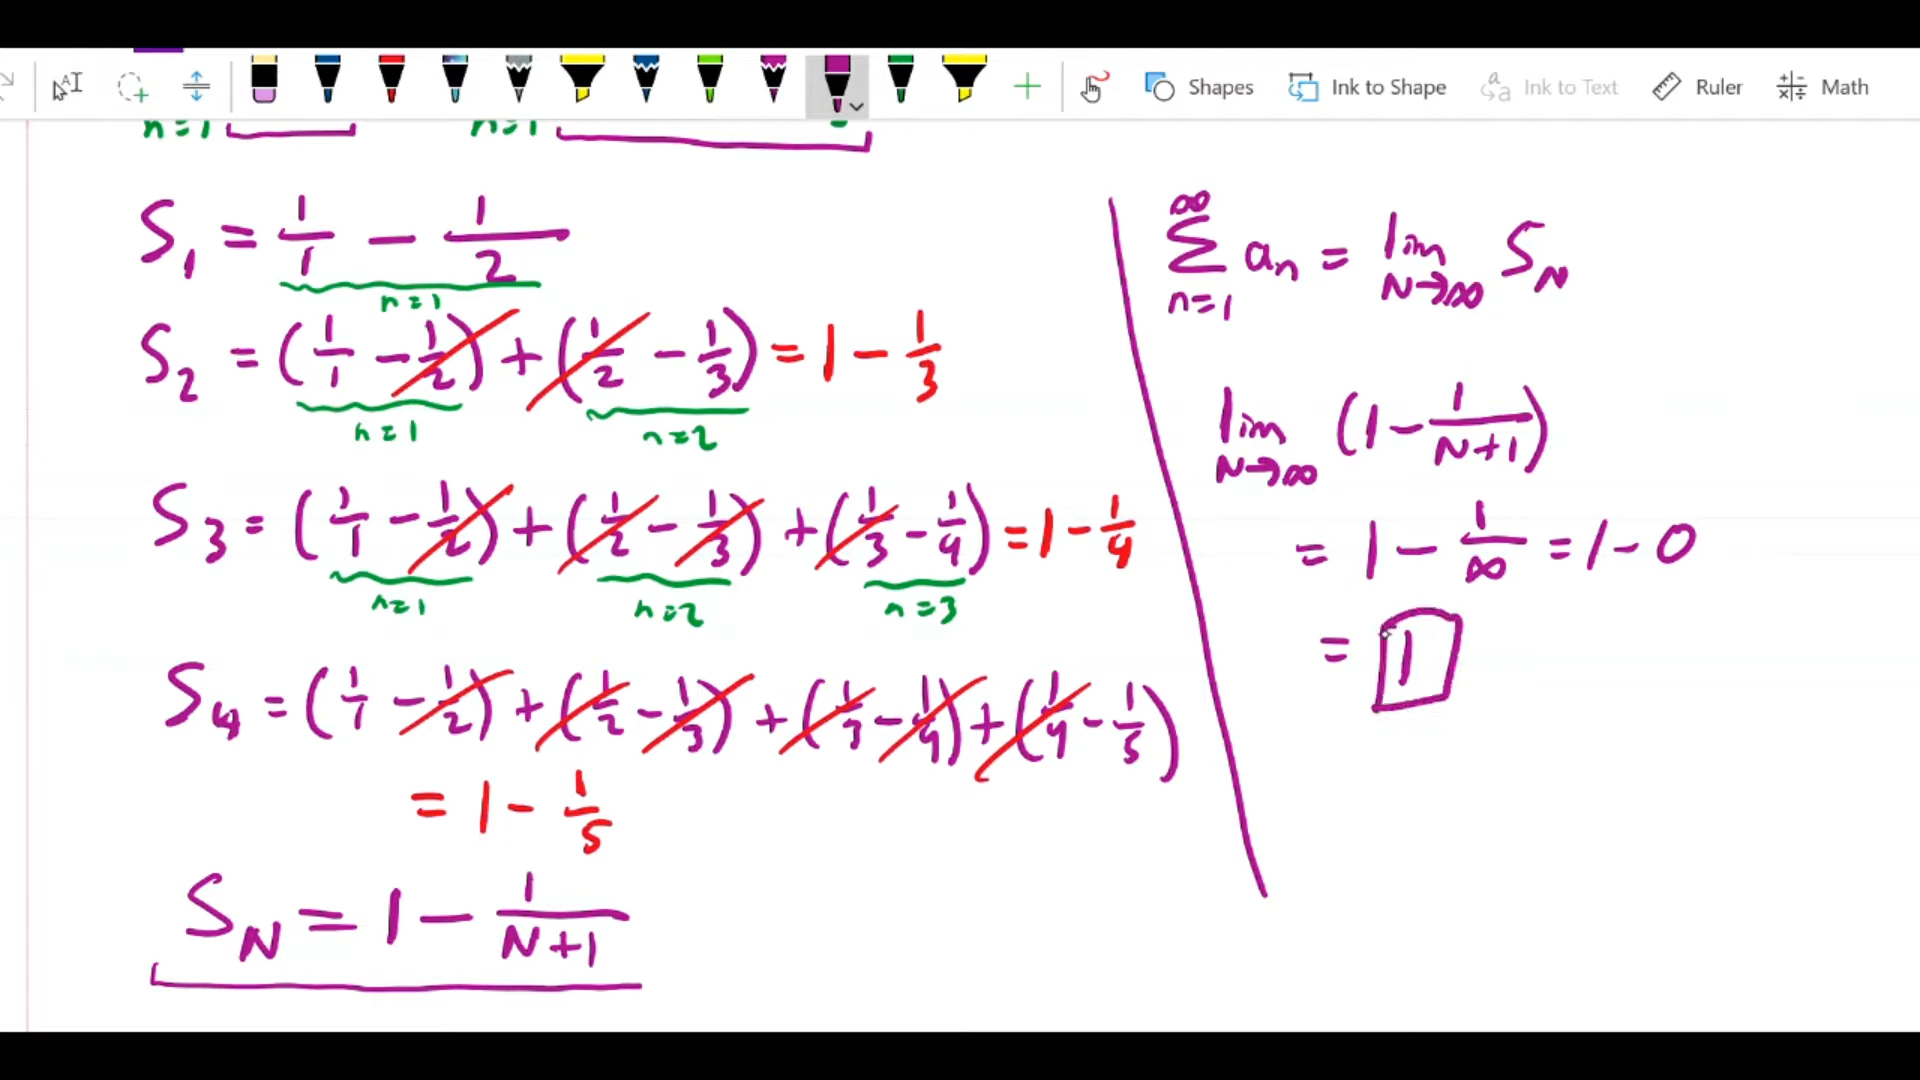 Shapes Ink to Shape Ink to Text Ruler Math
n=1 n=1
S₁ = 1/1 - 1/2
n=1
S₂ = (1/1 - 1/2) + (1/2 - 1/3) = 1 - 1/3
n=1 n=2
S₃ = (1/1 - 1/2) + (1/2 - 1/3) + (1/3 - 1/4) = 1 - 1/4
n=1 n=2 n=3
S₄ = (1/1 - 1/2) + (1/2 - 1/3) + (1/3 - 1/4) + (1/4 - 1/5)
= 1 - 1/5
S_N = 1 - 1/(N+1)
∞
Σ aₙ = lim S_N
n=1 N→∞
lim (1 - 1/(N+1))
N→∞
= 1 - 1/∞ = 1 - 0
= 1